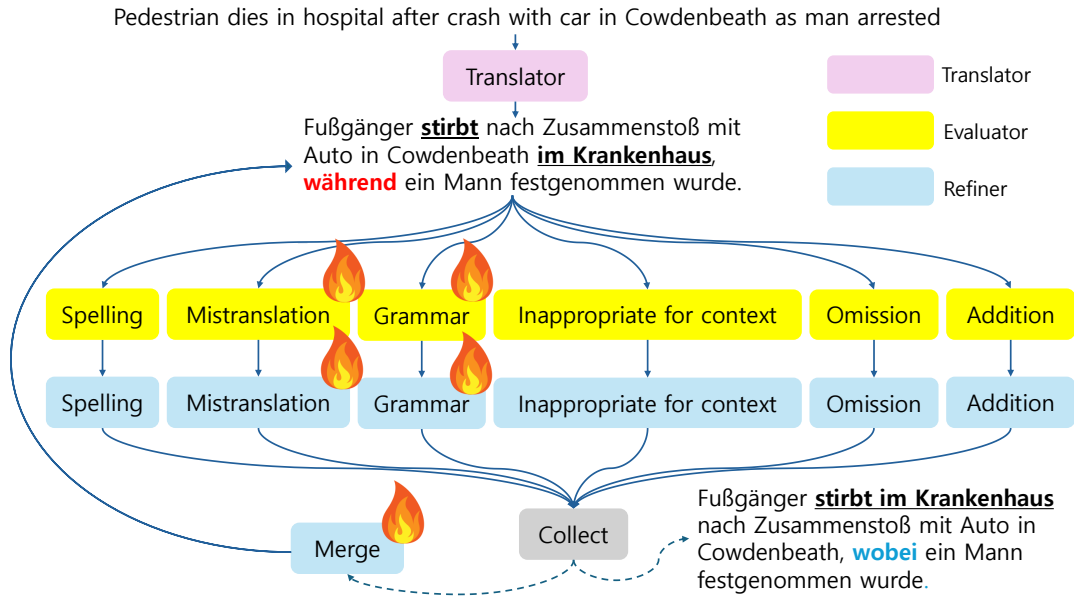 Pedestrian dies in hospital after crash with car in Cowdenbeath as man arrested
Translator
Translator
Evaluator
Refiner
Fußgänger stirbt nach Zusammenstoß mit
Auto in Cowdenbeath im Krankenhaus,
während ein Mann festgenommen wurde.
Spelling
Mistranslation
Grammar
Inappropriate for context
Omission
Addition
Spelling
Mistranslation
Grammar
Inappropriate for context
Omission
Addition
Merge
Collect
Fußgänger stirbt im Krankenhaus
nach Zusammenstoß mit Auto in
Cowdenbeath, wobei ein Mann
festgenommen wurde.